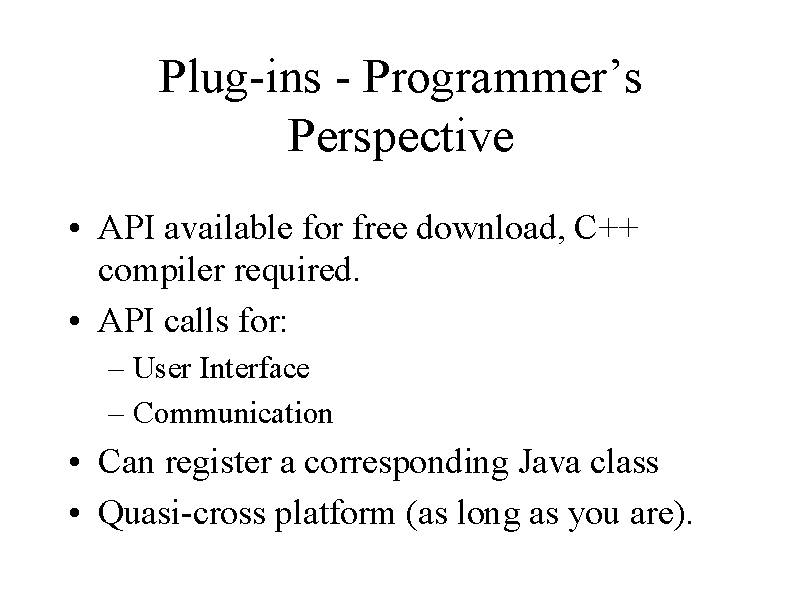 Plug-ins - Programmer’s
Perspective
• API available for free download, C++
compiler required.
• API calls for:
– User Interface
– Communication
• Can register a corresponding Java class
• Quasi-cross platform (as long as you are).